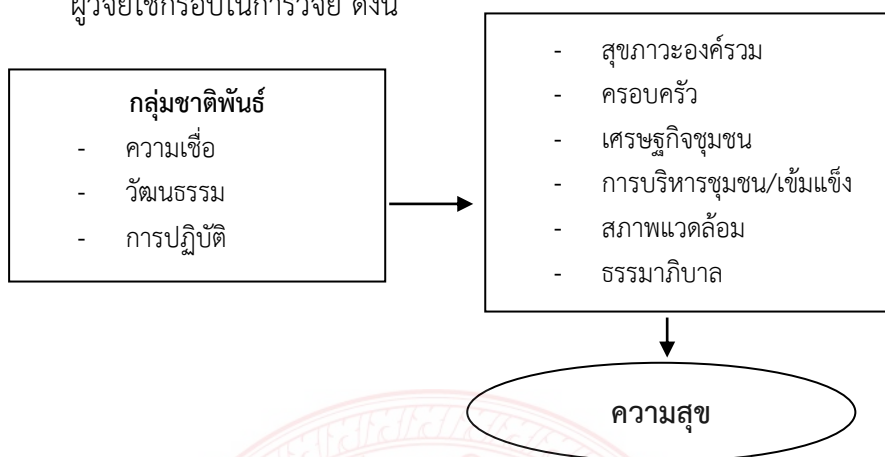 ผู้วิจัยใช้กรอบในการวิจัย ดังนี้
กลุ่มชาติพันธ์
- ความเชื่อ
- วัฒนธรรม
- การปฏิบัติ
- สุขภาวะองค์รวม
- ครอบครัว
- เศรษฐกิจชุมชน
- การบริหารชุมชน/เข้มแข็ง
- สภาพแวดล้อม
- ธรรมาภิบาล
ความสุข